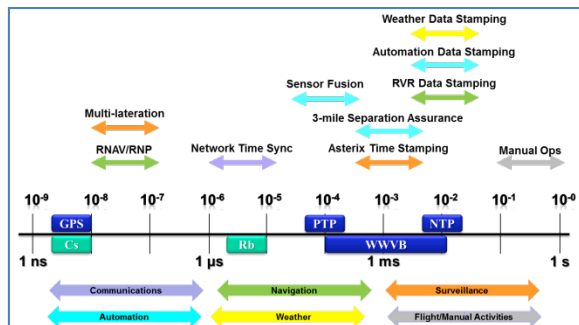 Weather Data Stamping
Automation Data Stamping
Sensor Fusion
RVR Data Stamping
Multi-lateration
3-mile Separation Assurance
RNAV/RNP
Network Time Sync
Asterix Time Stamping
Manual Ops
10-9 10-8 10-7 10-6 10-5 10-4 10-3 10-2 10-1 10-0
GPS PTP NTP
Cs Rb WWVB
1 ns 1 µs 1 ms 1 s
Communications Navigation Surveillance
Automation Weather Flight/Manual Activities